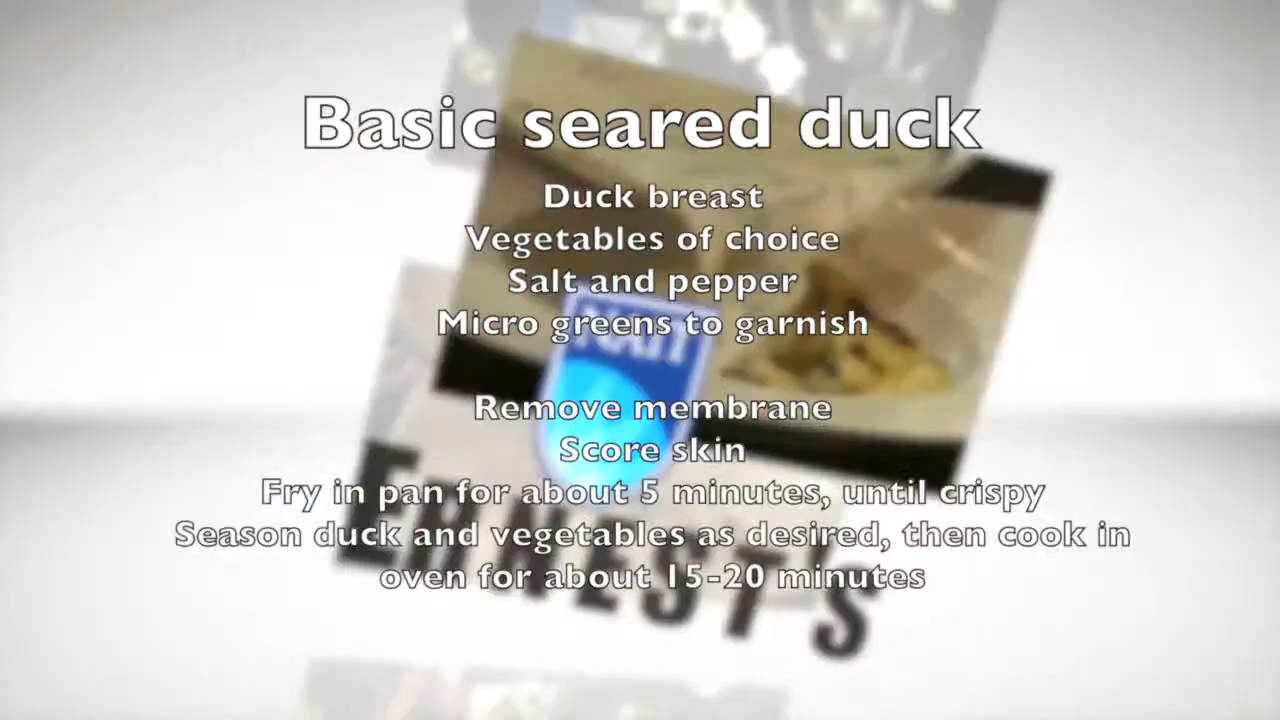 Basic seared duck
Duck breast
Vegetables of choice
Salt and pepper
Micro greens to garnish
Remove membrane
Score skin
Fry in pan for about 5 minutes, until crispy
Season duck and vegetables as desired, then cook in
oven for about 15-20 minutes
NAIT
ERNEST'S